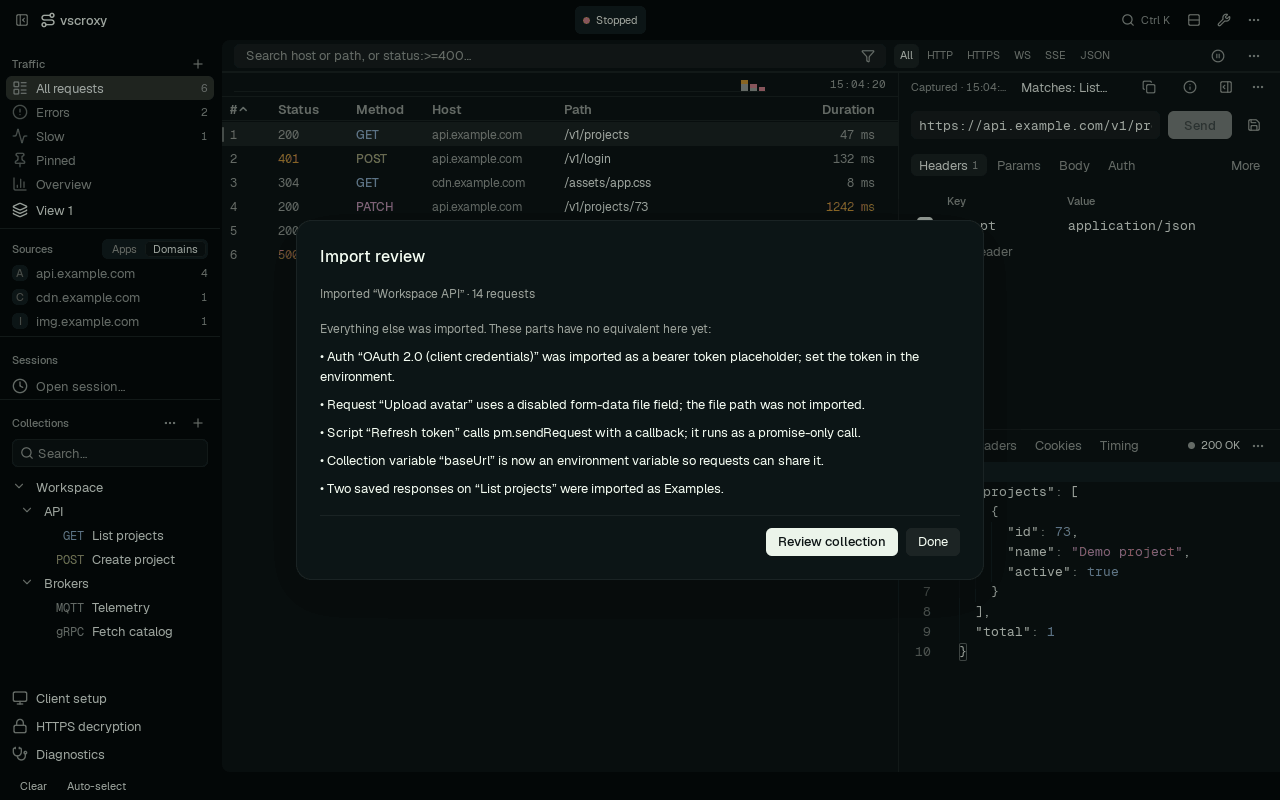 vscroxy
Stopped
Ctrl K
Traffic
All requests 6
Errors 2
Slow 1
Pinned
Overview
View 1
Sources Apps Domains
A api.example.com 4
C cdn.example.com 1
I img.example.com 1
Sessions
Open session…
Collections
Search…
Workspace
API
GET List projects
POST Create project
Brokers
MQTT Telemetry
gRPC Fetch catalog
Client setup
HTTPS decryption
Diagnostics
Clear Auto-select
Search host or path, or status:>=400…
All HTTP HTTPS WS SSE JSON
15:04:20
# Status Method Host Path Duration
1 200 GET api.example.com /v1/projects 47 ms
2 401 POST api.example.com /v1/login 132 ms
3 304 GET cdn.example.com /assets/app.css 8 ms
4 200 PATCH api.example.com /v1/projects/73 1242 ms
5 200
6 500
Import review
Imported “Workspace API” · 14 requests
Everything else was imported. These parts have no equivalent here yet:
• Auth “OAuth 2.0 (client credentials)” was imported as a bearer token placeholder; set the token in the
environment.
• Request “Upload avatar” uses a disabled form-data file field; the file path was not imported.
• Script “Refresh token” calls pm.sendRequest with a callback; it runs as a promise-only call.
• Collection variable “baseUrl” is now an environment variable so requests can share it.
• Two saved responses on “List projects” were imported as Examples.
Review collection Done
Captured · 15:04:… Matches: List…
https://api.example.com/v1/pr Send
Headers 1 Params Body Auth More
Key Value
pt application/json
eader
aders Cookies Timing 200 OK
projects": [
{
"id": 73,
"name": "Demo project",
"active": true
7 }
8 ],
9 "total": 1
10 }